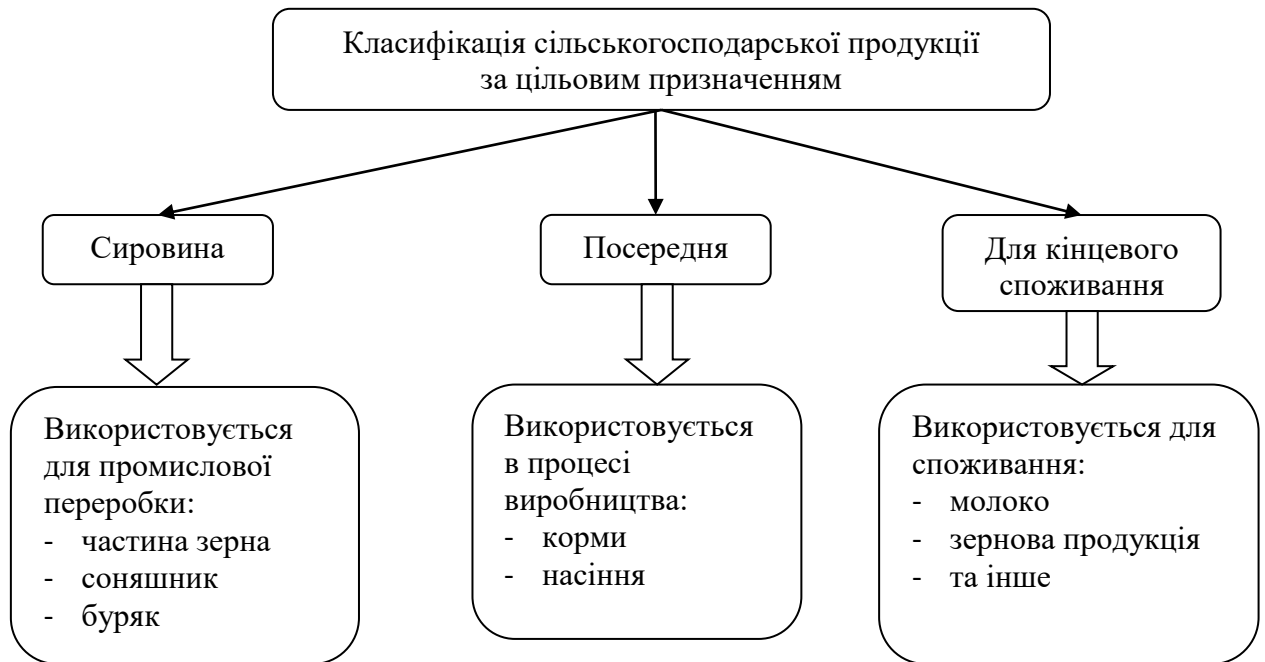 Класифікація сільськогосподарської продукції
за цільовим призначенням
Сировина
Посередня
Для кінцевого
споживання
Використовується
для промислової
переробки:
- частина зерна
- соняшник
- буряк
Використовується
в процесі
виробництва:
- корми
- насіння
Використовується для
споживання:
- молоко
- зернова продукція
- та інше